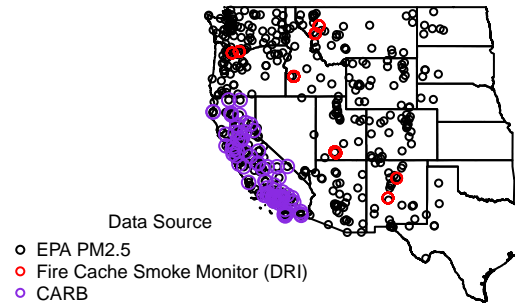 Data Source
EPA PM2.5
Fire Cache Smoke Monitor (DRI)
CARB